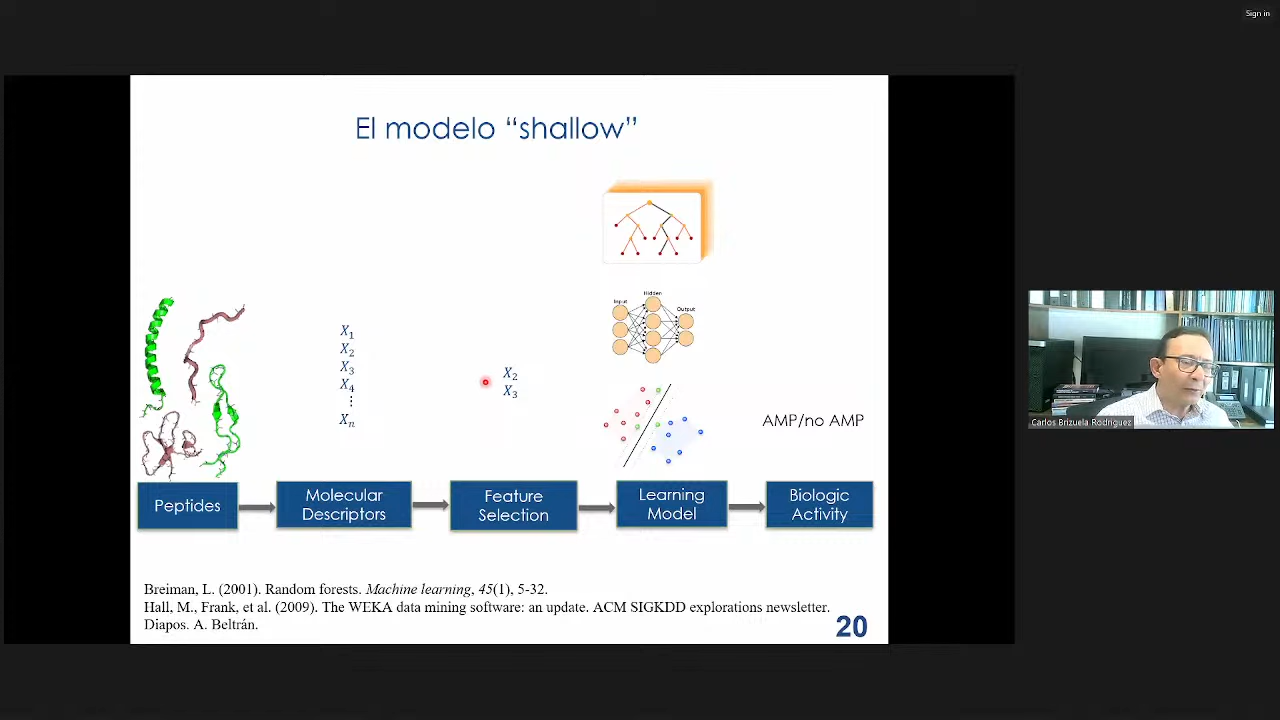 Sign in
El modelo “shallow”
Input
Hidden
Output
X1
X2
X3
X4
⋮
Xn
X2
X3
AMP/no AMP
Carlos Brizuela Rodriguez
Peptides
Molecular
Descriptors
Feature
Selection
Learning
Model
Biologic
Activity
Breiman, L. (2001). Random forests. Machine learning, 45(1), 5-32.
Hall, M., Frank, et al. (2009). The WEKA data mining software: an update. ACM SIGKDD explorations newsletter.
Diapos. A. Beltrán.
20